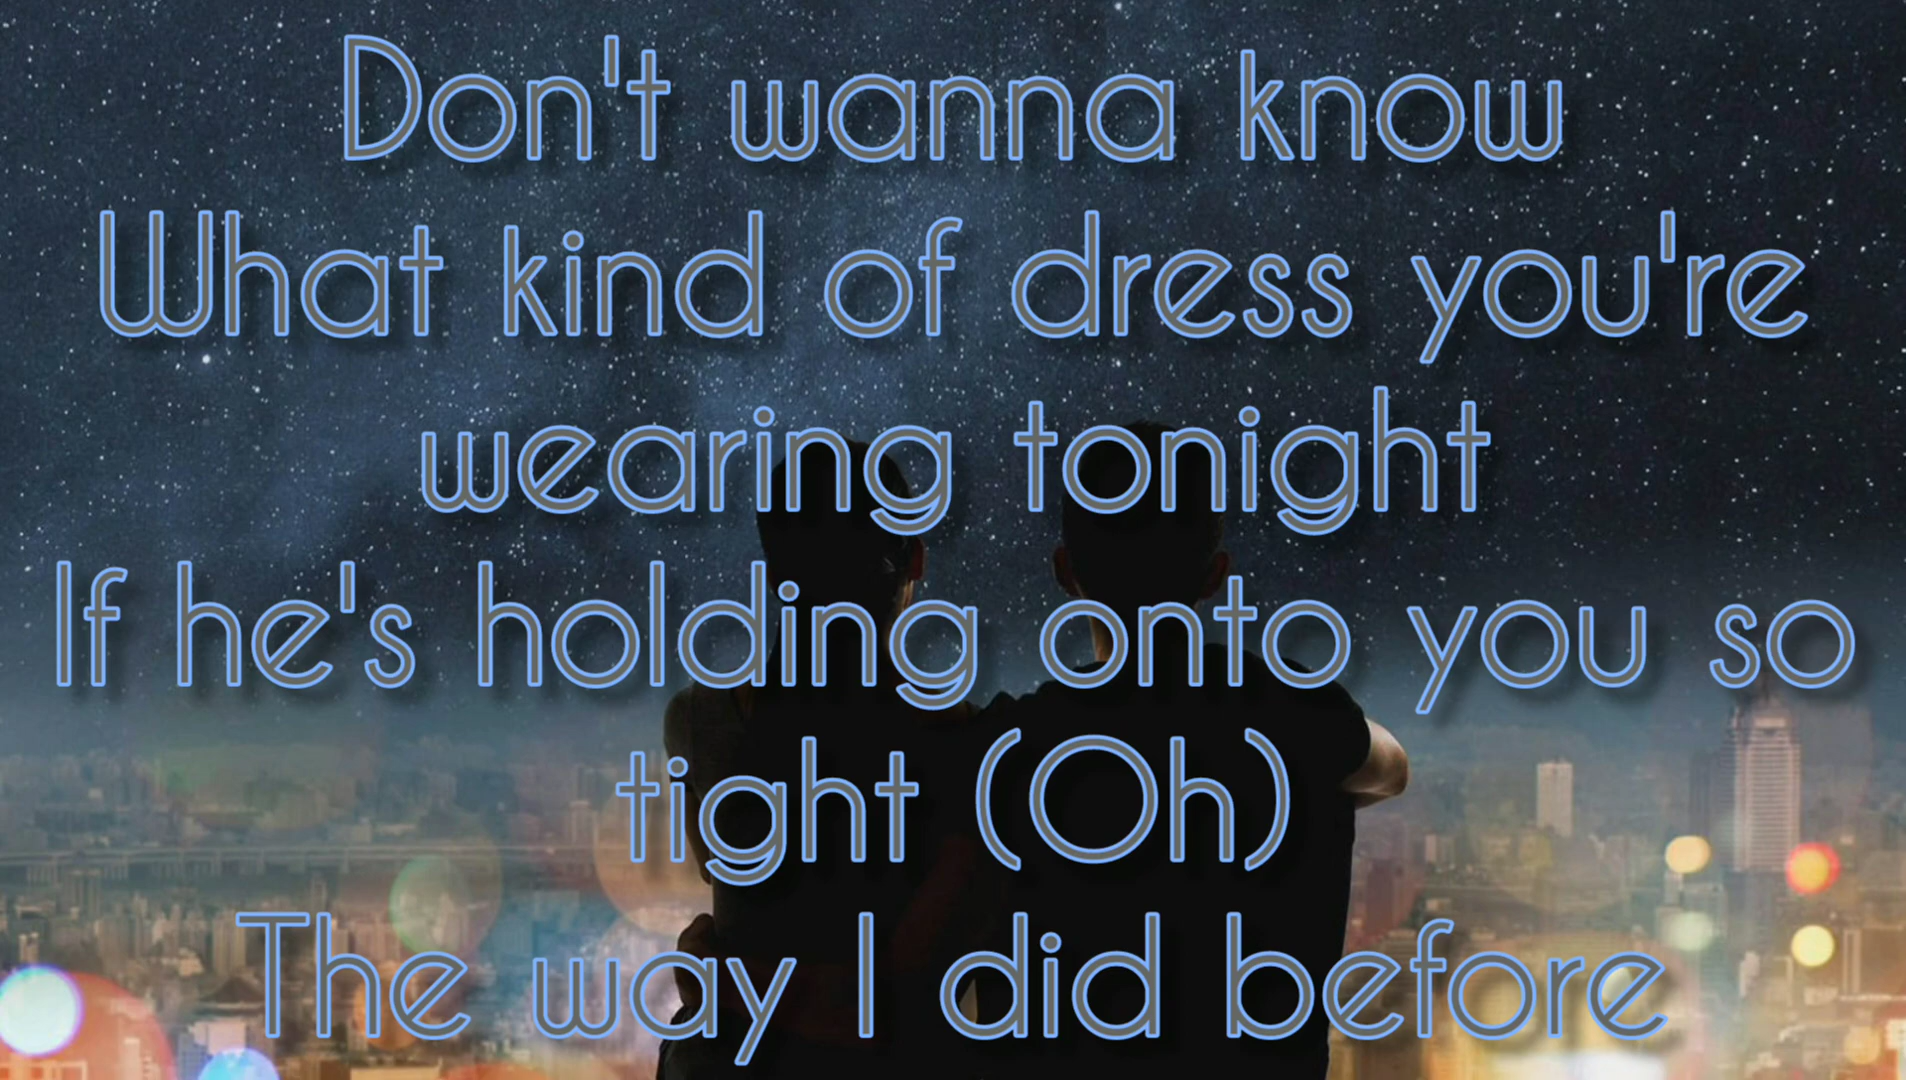 Don't wanna know
What kind of dress you're
wearing tonight
If he's holding onto you so
tight (Oh)
The way I did before